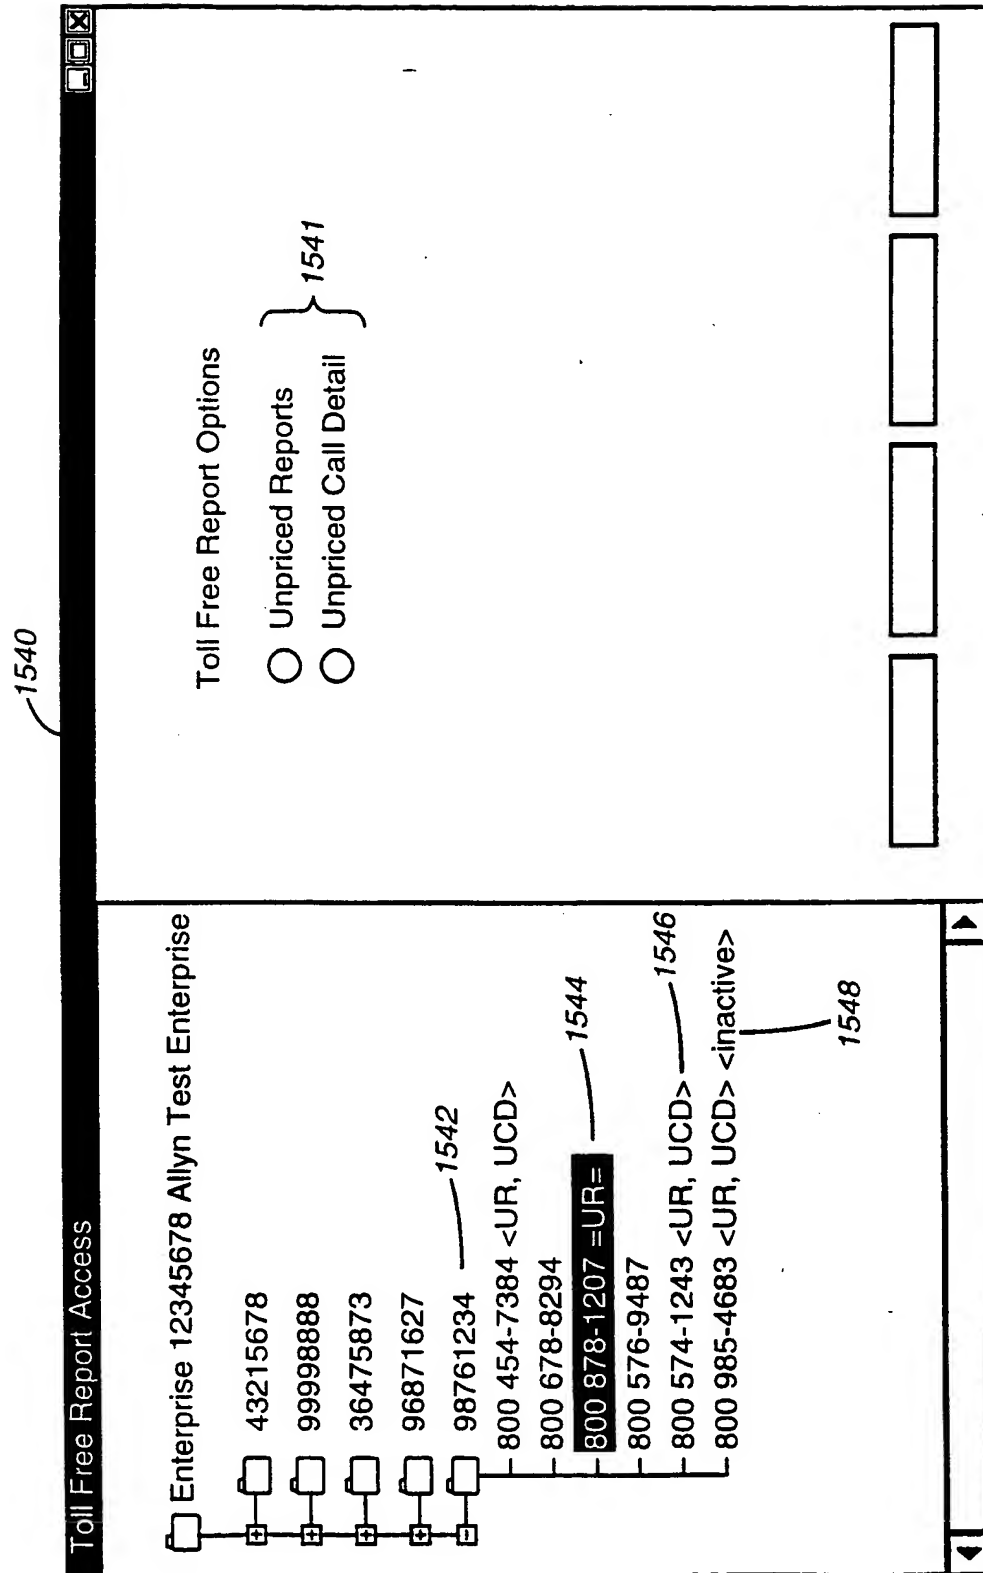 1540
Toll Free Report Access
Enterprise 12345678 Allyn Test Enterprise
43215678
99998888
36475873
96871627
98761234
1542
800 454-7384 <UR, UCD>
800 678-8294
800 878-1207 =UR=
1544
800 576-9487
800 574-1243 <UR, UCD>
1546
800 985-4683 <UR, UCD> <inactive>
1548
Toll Free Report Options
Unpriced Reports
Unpriced Call Detail
1541